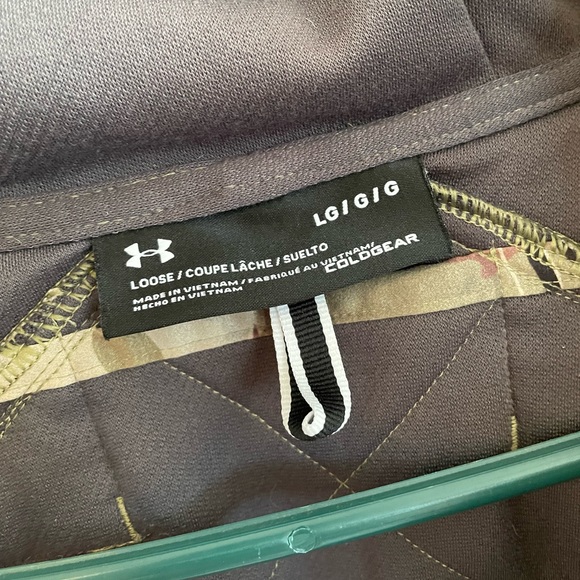 LG/G/G
LOOSE/COUPE LÂCHE/SUELTO
MADE IN VIETNAM/FABRIQUÉ AU VIETNAM/
HECHO EN VIETNAM
COLDGEAR